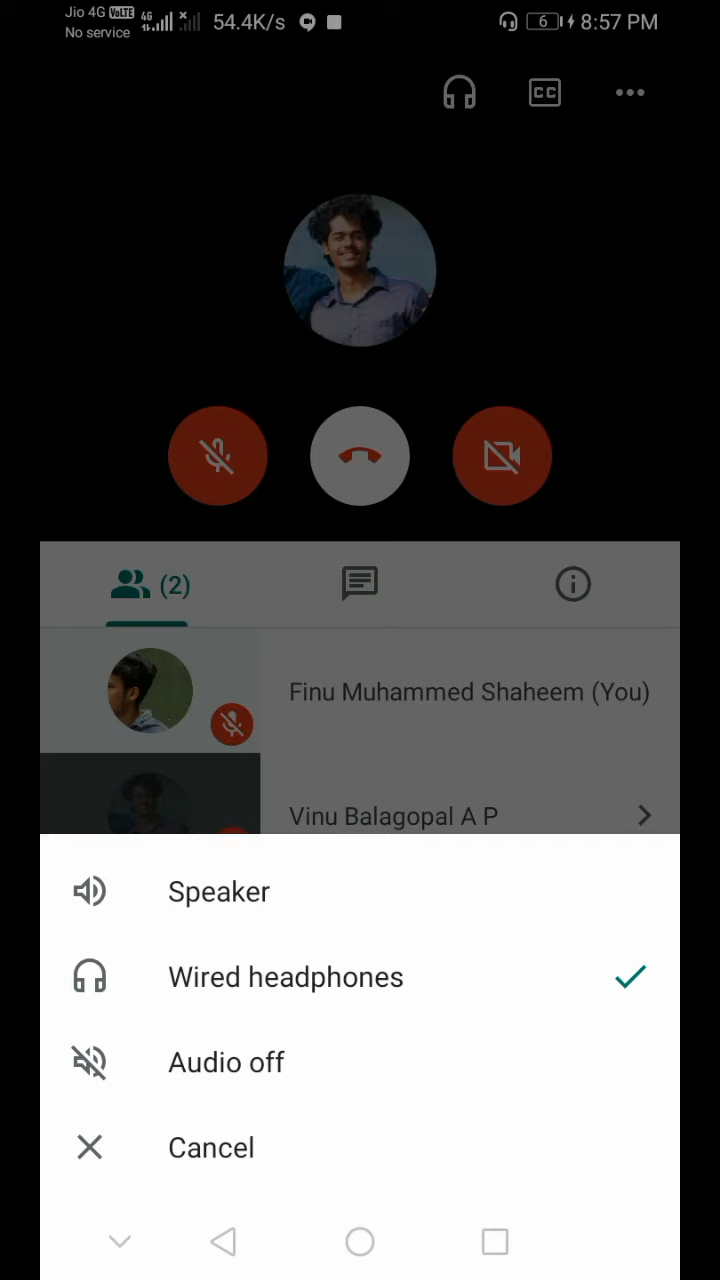 Jio 4G VoLTE 4G 54.4K/s 6 8:57 PM
No service
CC
(2)
Finu Muhammed Shaheem (You)
Vinu Balagopal A P
Speaker
Wired headphones
Audio off
Cancel